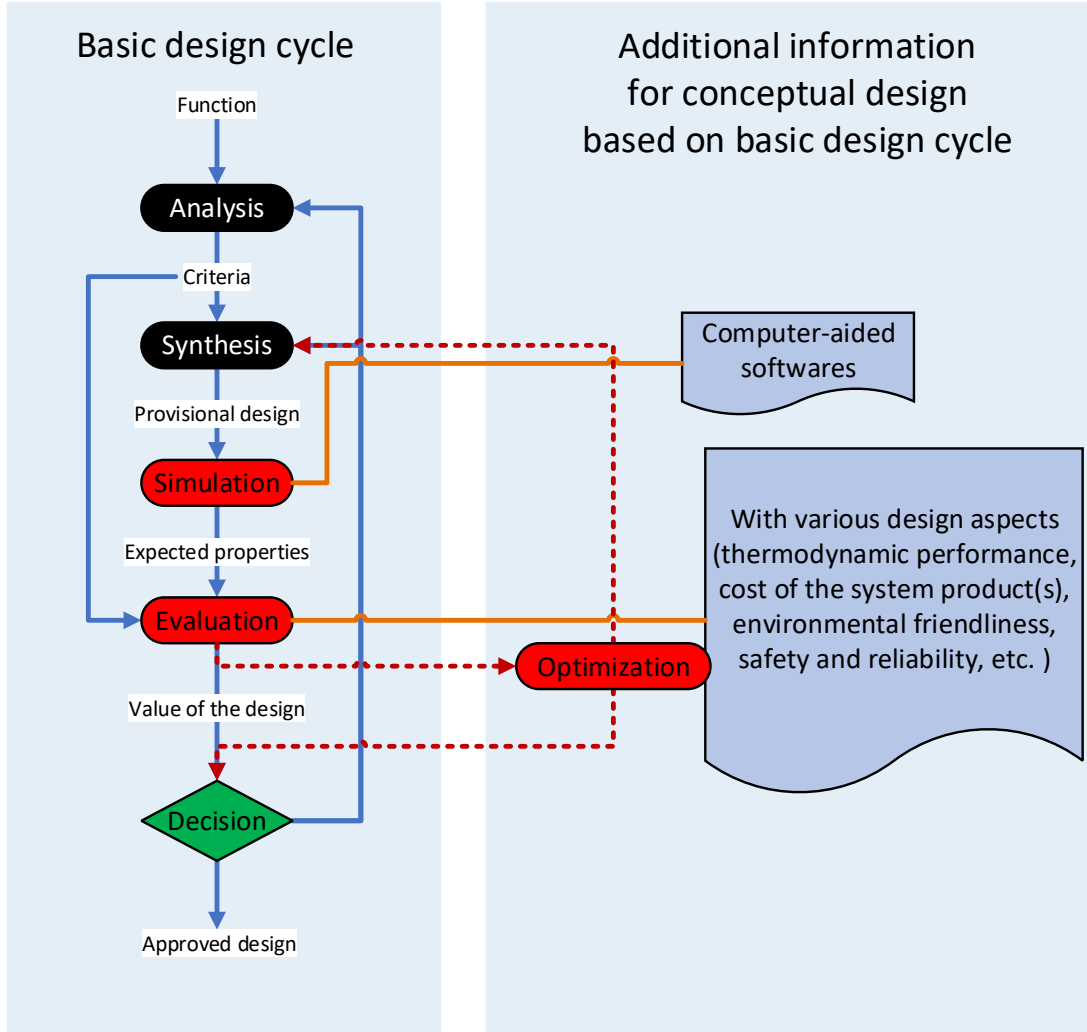 Basic design cycle
Function
Analysis
Criteria
Synthesis
Provisional design
Simulation
Expected properties
Evaluation
Value of the design
Decision
Approved design
Additional information
for conceptual design
based on basic design cycle
Computer-aided
softwares
With various design aspects
(thermodynamic performance,
cost of the system product(s),
environmental friendliness,
safety and reliability, etc. )
Optimization